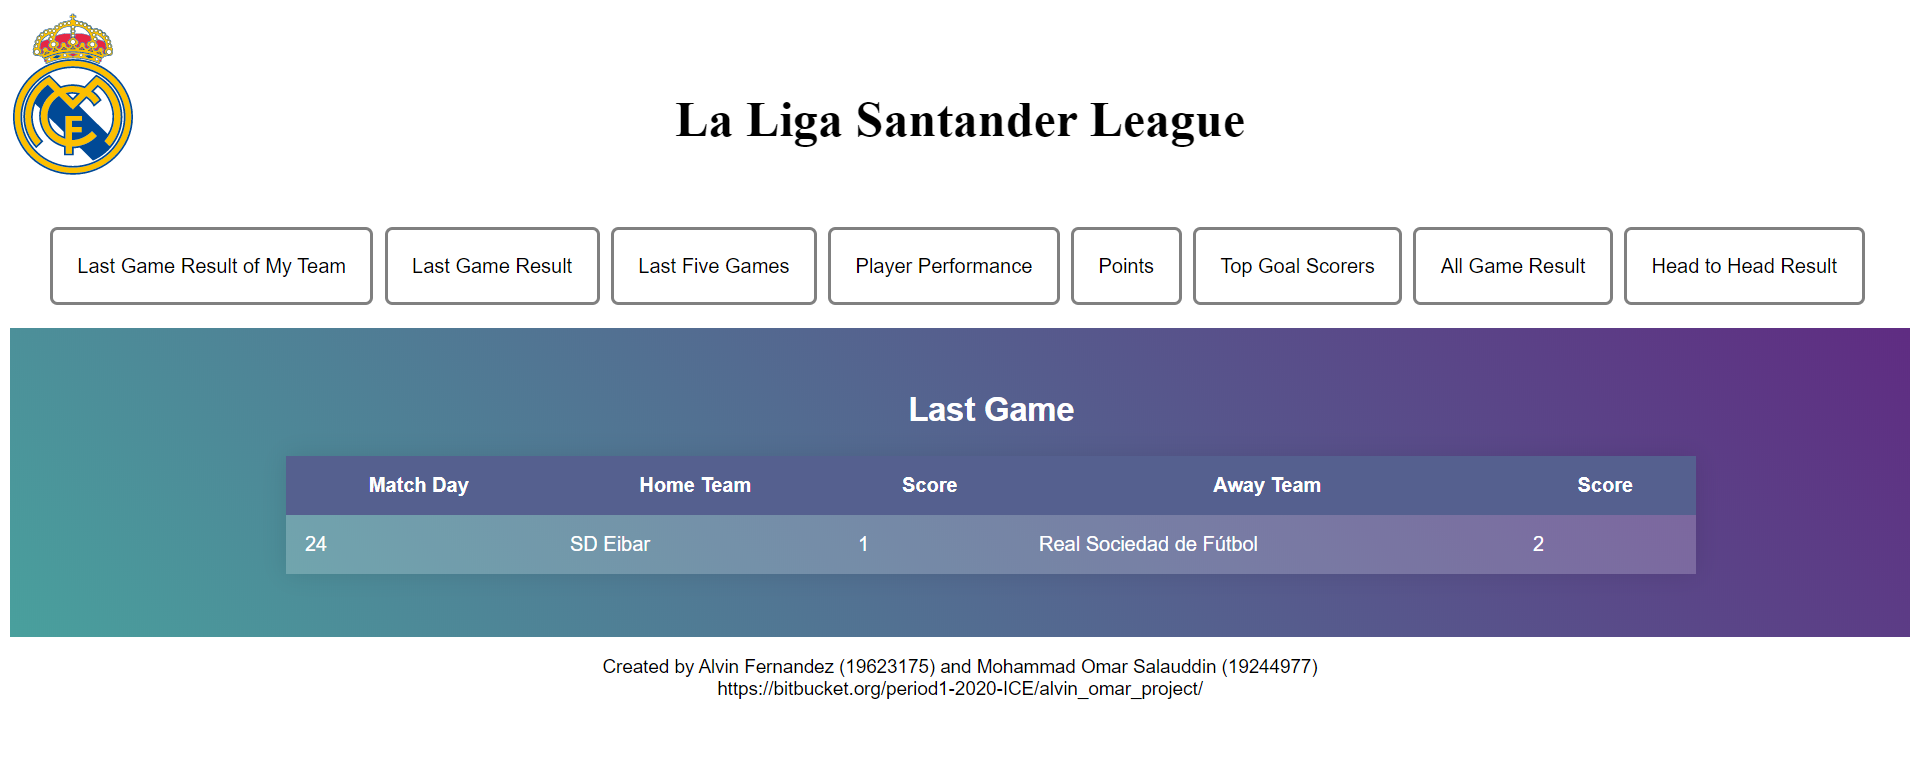 La Liga Santander League
Last Game Result of My Team Last Game Result Last Five Games Player Performance Points Top Goal Scorers All Game Result Head to Head Result
Last Game
Match Day Home Team Score Away Team Score
24 SD Eibar 1 Real Sociedad de Fútbol 2
Created by Alvin Fernandez (19623175) and Mohammad Omar Salauddin (19244977)
https://bitbucket.org/period1-2020-ICE/alvin_omar_project/